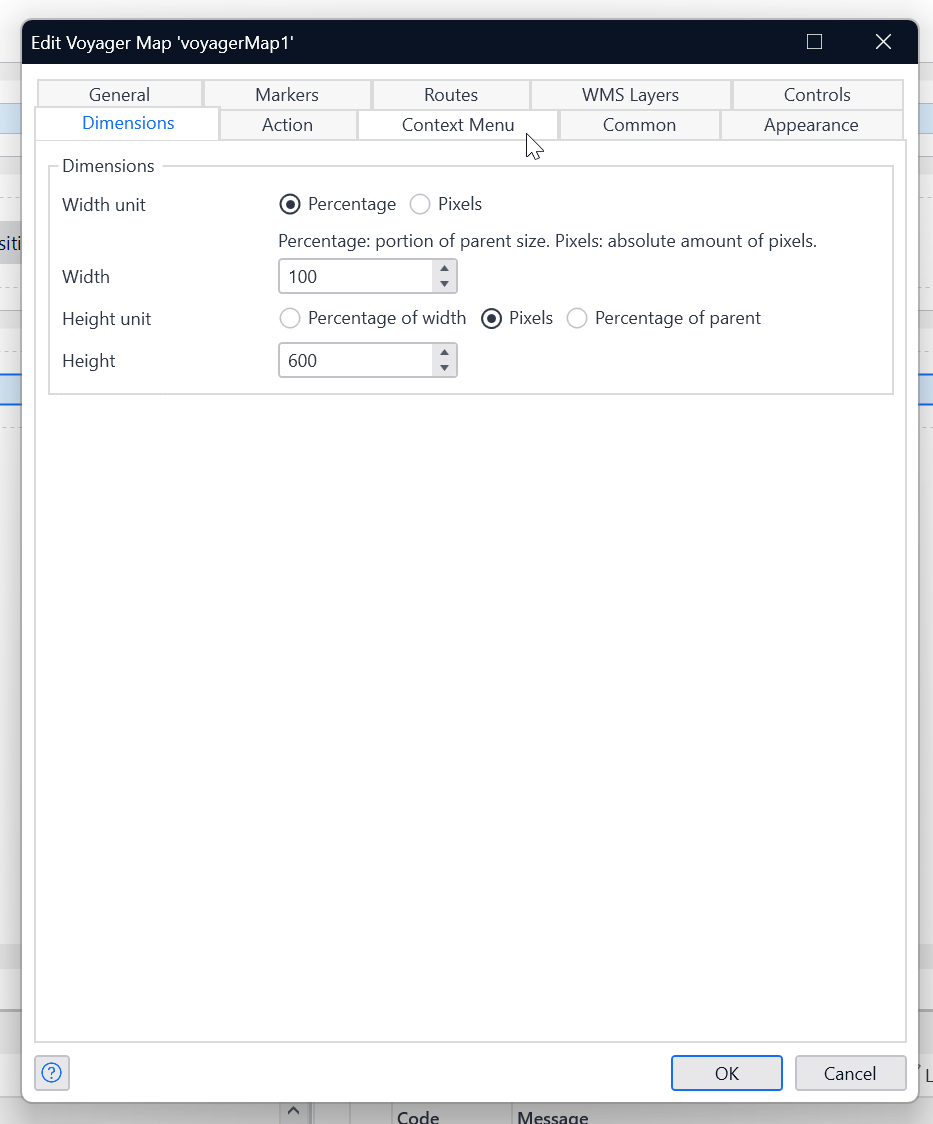 Edit Voyager Map 'voyagerMap1'
General Markers Routes WMS Layers Controls
Dimensions Action Context Menu Common Appearance
Dimensions
Width unit Percentage Pixels
Percentage: portion of parent size. Pixels: absolute amount of pixels.
Width 100
Height unit Percentage of width Pixels Percentage of parent
Height 600
? OK Cancel
Code Message